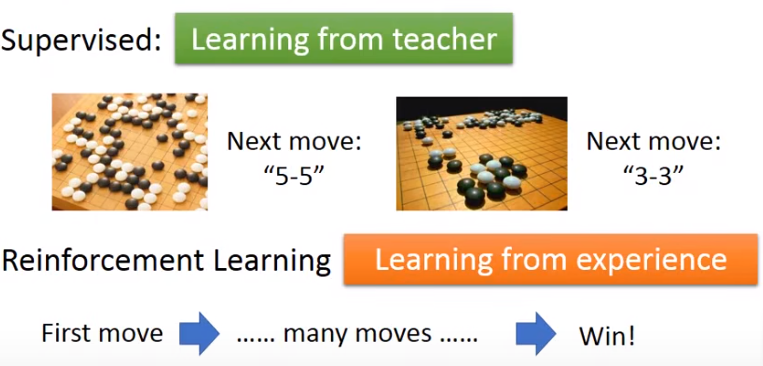 Supervised: Learning from teacher
Next move:
“5-5”
Next move:
“3-3”
Reinforcement Learning Learning from experience
First move …… many moves …… Win!